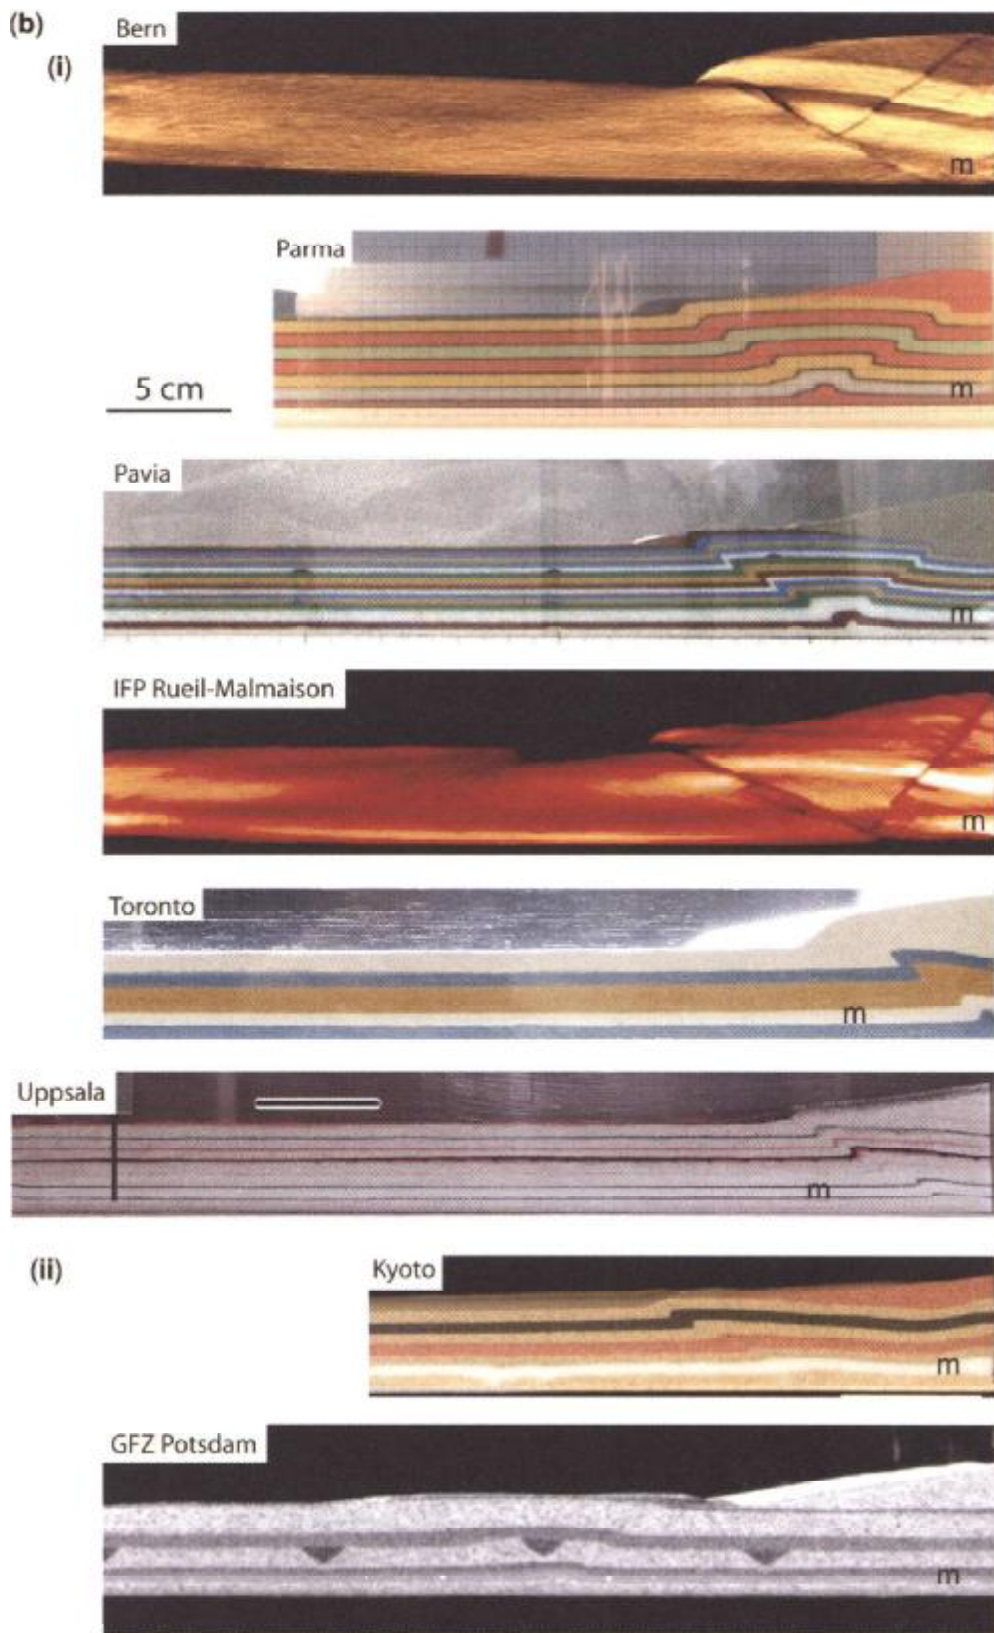 (b)
Bern
(i)
m
Parma
5 cm
m
Pavia
m
IFP Rueil-Malmaison
m
Toronto
m
Uppsala
m
(ii)
Kyoto
m
GFZ Potsdam
m